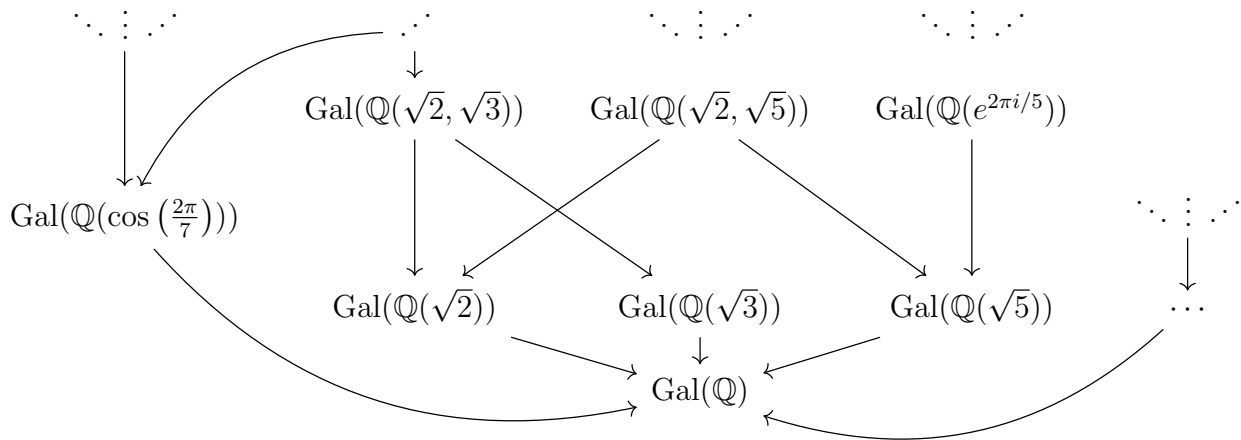 Gal(ℚ(√2, √3)) Gal(ℚ(√2, √5)) Gal(ℚ(e^{2πi/5}))
Gal(ℚ(cos (2π/7)))
Gal(ℚ(√2)) Gal(ℚ(√3)) Gal(ℚ(√5)) ⋯
Gal(ℚ)